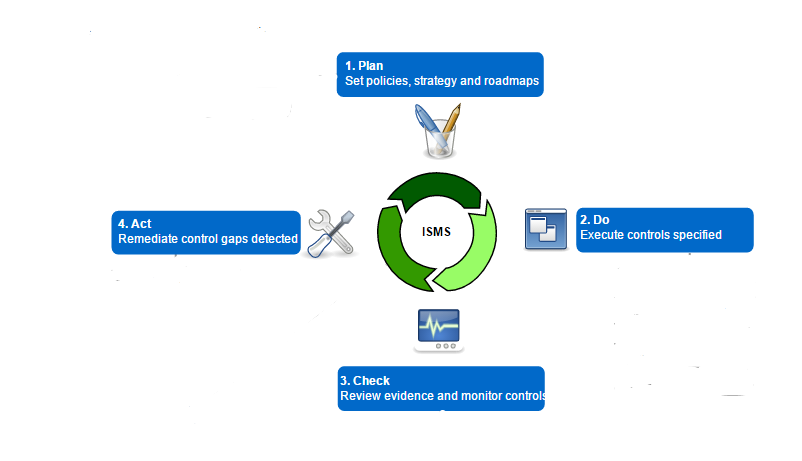 1. Plan
Set policies, strategy and roadmaps
4. Act
Remediate control gaps detected
ISMS
2. Do
Execute controls specified
3. Check
Review evidence and monitor controls